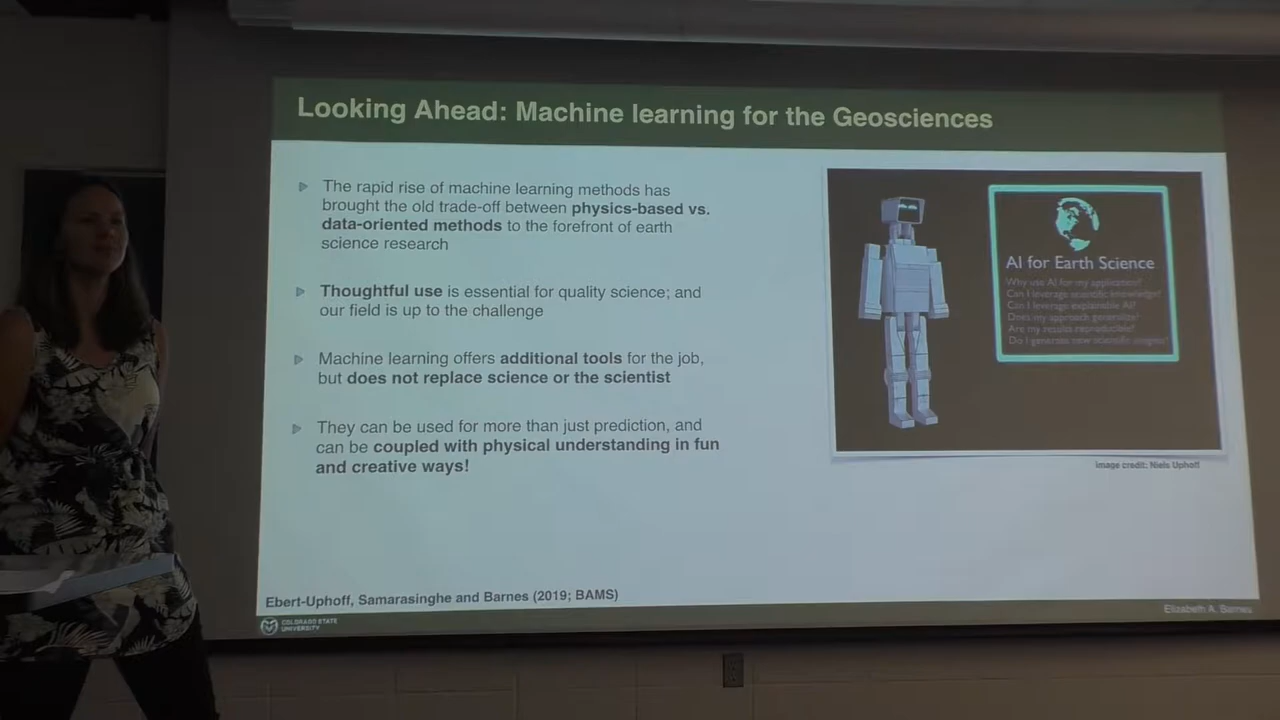 Looking Ahead: Machine learning for the Geosciences
The rapid rise of machine learning methods has
brought the old trade-off between physics-based vs.
data-oriented methods to the forefront of earth
science research
Thoughtful use is essential for quality science; and
our field is up to the challenge
Machine learning offers additional tools for the job,
but does not replace science or the scientist
They can be used for more than just prediction, and
can be coupled with physical understanding in fun
and creative ways!
AI for Earth Science
Why use AI for my application?
Can I leverage scientific knowledge?
Can I leverage explainable AI?
Does my approach generalize?
Are my results reproducible?
Do I generate new scientific insights?
image credit: Niels Uphoff
Ebert-Uphoff, Samarasinghe and Barnes (2019; BAMS)
COLORADO STATE
UNIVERSITY
Elizabeth A. Barnes